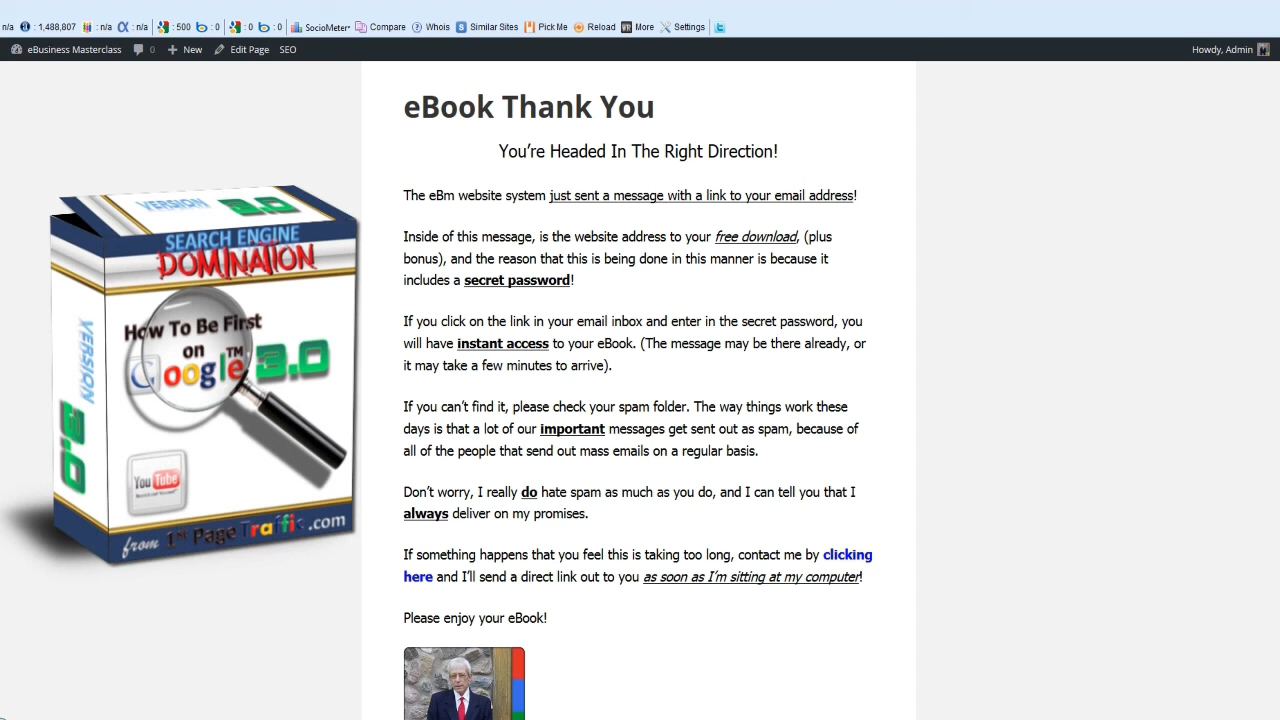 n/a : 1,488,807 : n/a : n/a : 500 : 0 : 0 : 0 SocioMeter Compare Whois Similar Sites Pick Me Reload More Settings
eBusiness Masterclass 0 New Edit Page SEO Howdy, Admin
eBook Thank You
You're Headed In The Right Direction!
The eBm website system just sent a message with a link to your email address!
Inside of this message, is the website address to your free download, (plus
bonus), and the reason that this is being done in this manner is because it
includes a secret password!
If you click on the link in your email inbox and enter in the secret password, you
will have instant access to your eBook. (The message may be there already, or
it may take a few minutes to arrive).
If you can't find it, please check your spam folder. The way things work these
days is that a lot of our important messages get sent out as spam, because of
all of the people that send out mass emails on a regular basis.
Don't worry, I really do hate spam as much as you do, and I can tell you that I
always deliver on my promises.
If something happens that you feel this is taking too long, contact me by clicking
here and I'll send a direct link out to you as soon as I'm sitting at my computer!
Please enjoy your eBook!
VERSION 3.0
SEARCH ENGINE
DOMINATION
How To Be First
on
Google™ 3.0
VERSION 3.0
YouTube
from 1st Page Traffic.com